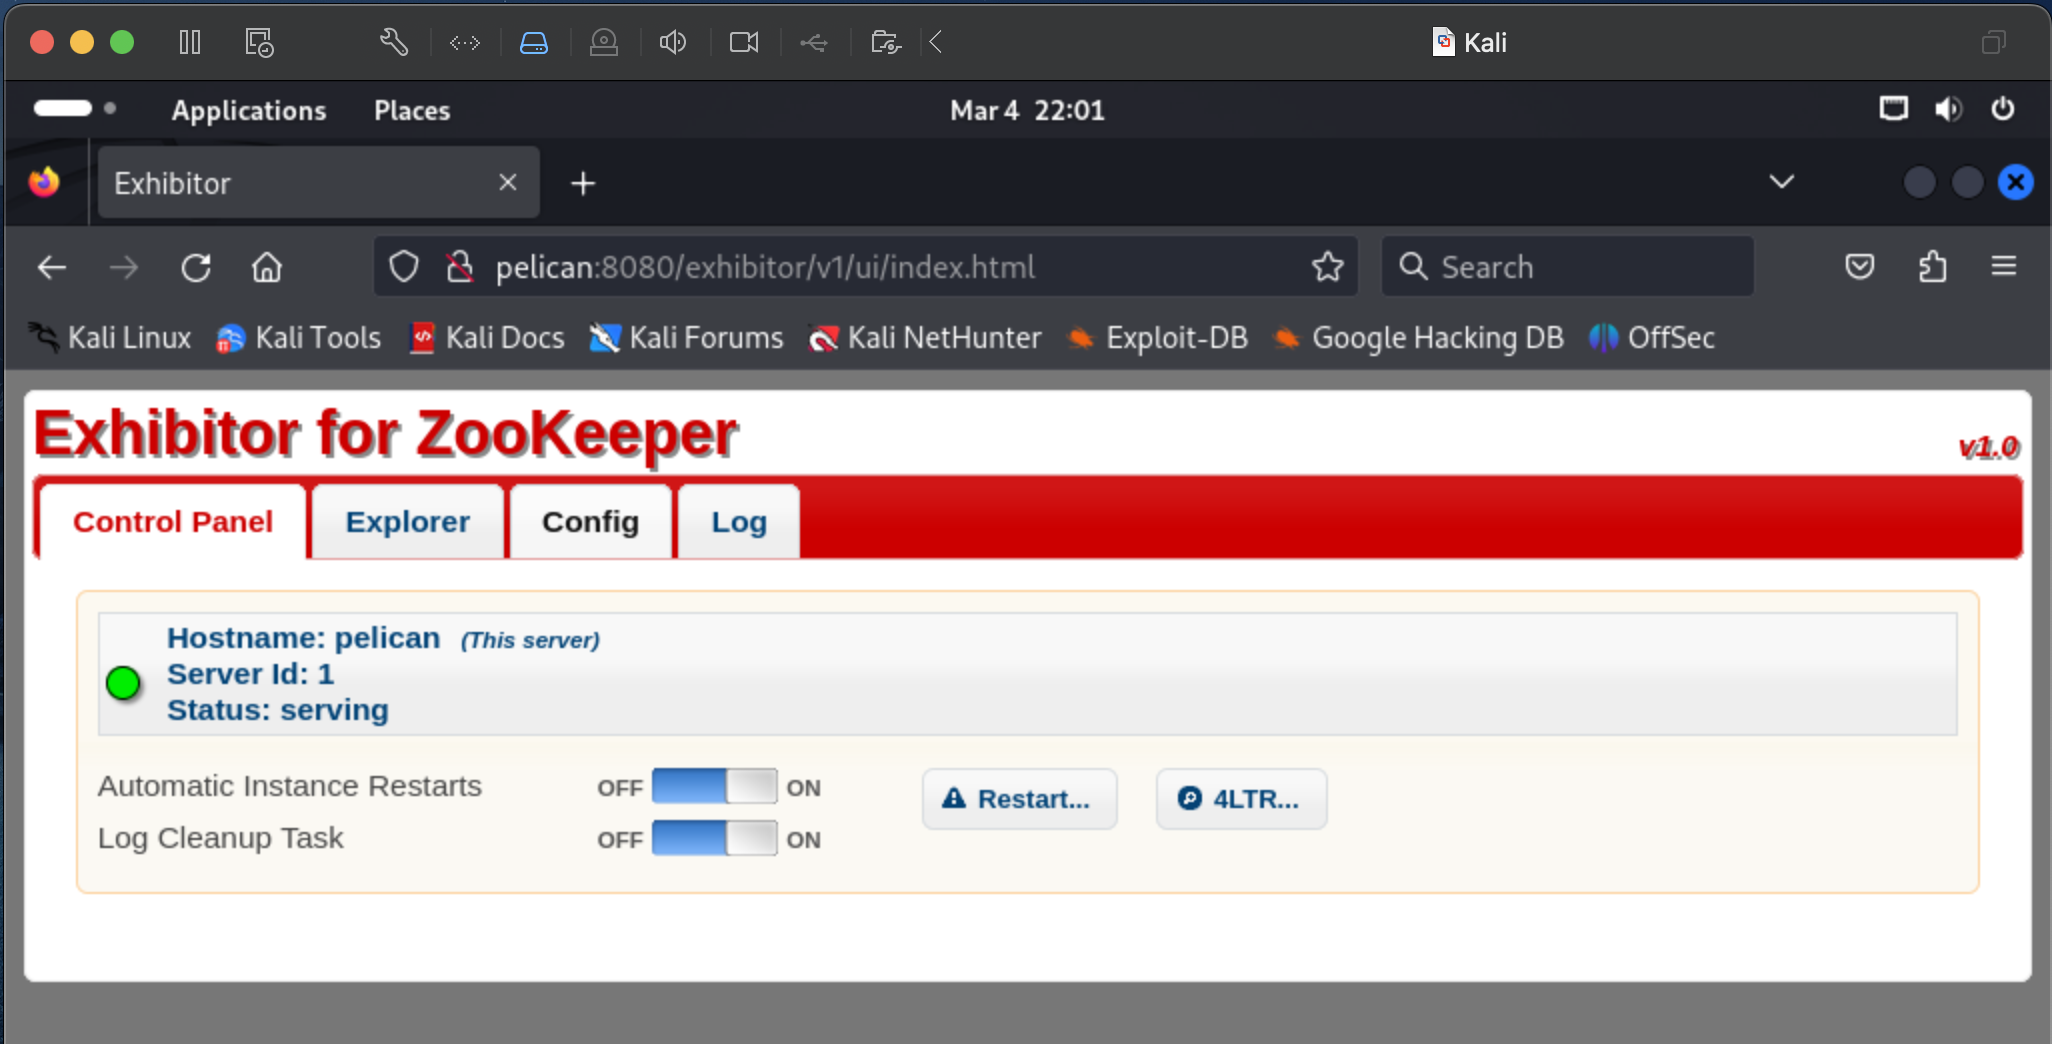 Kali
Applications Places Mar 4 22:01
Exhibitor
pelican:8080/exhibitor/v1/ui/index.html Search
Kali Linux Kali Tools Kali Docs Kali Forums Kali NetHunter Exploit-DB Google Hacking DB OffSec
Exhibitor for ZooKeeper v1.0
Control Panel Explorer Config Log
Hostname: pelican (This server)
Server Id: 1
Status: serving
Automatic Instance Restarts OFF ON Restart... 4LTR...
Log Cleanup Task OFF ON